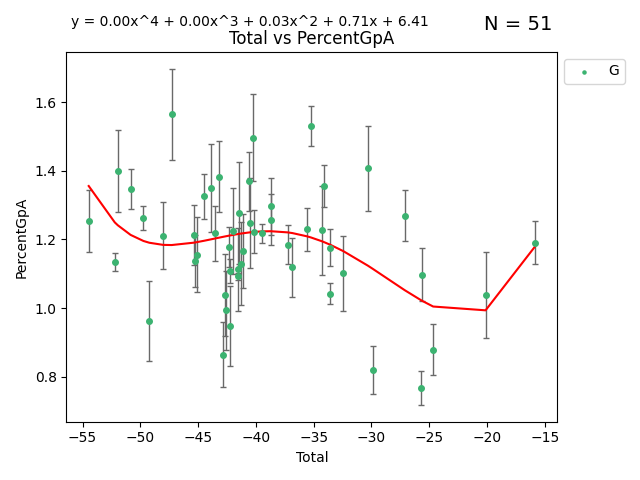 y = 0.00x^4 + 0.00x^3 + 0.03x^2 + 0.71x + 6.41
N = 51
Total vs PercentGpA
G
PercentGpA
1.6
1.4
1.2
1.0
0.8
−55 −50 −45 −40 −35 −30 −25 −20 −15
Total